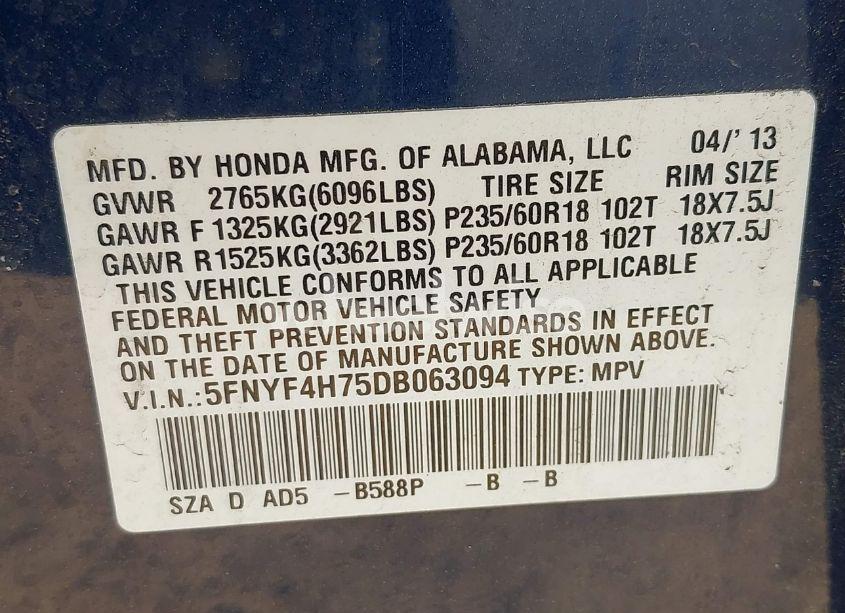 MFD. BY HONDA MFG. OF ALABAMA, LLC 04/' 13
GVWR 2765KG(6096LBS) TIRE SIZE RIM SIZE
GAWR F 1325KG(2921LBS) P235/60R18 102T 18X7.5J
GAWR R1525KG(3362LBS) P235/60R18 102T 18X7.5J
THIS VEHICLE CONFORMS TO ALL APPLICABLE
FEDERAL MOTOR VEHICLE SAFETY
AND THEFT PREVENTION STANDARDS IN EFFECT
ON THE DATE OF MANUFACTURE SHOWN ABOVE.
V.I.N.:5FNYF4H75DB063094 TYPE: MPV
SZA D AD5 -B588P -B -B